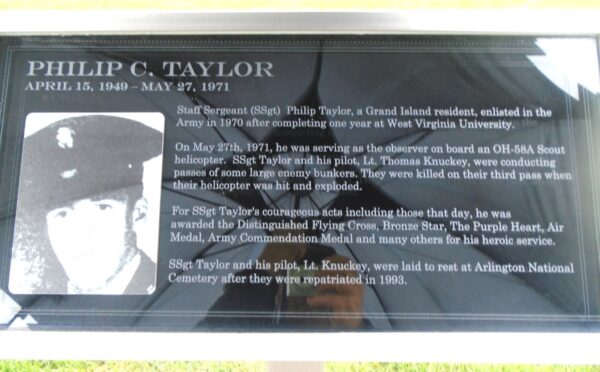 PHILIP C. TAYLOR
APRIL 15, 1949 – MAY 27, 1971
Staff Sergeant (SSgt) Philip Taylor, a Grand Island resident, enlisted in the
Army in 1970 after completing one year at West Virginia University.
On May 27th, 1971, he was serving as the observer on board an OH-58A Scout
helicopter. SSgt Taylor and his pilot, Lt. Thomas Knuckey, were conducting
passes of some large enemy bunkers. They were killed on their third pass when
their helicopter was hit and exploded.
For SSgt Taylor's courageous acts including those that day, he was
awarded the Distinguished Flying Cross, Bronze Star, The Purple Heart, Air
Medal, Army Commendation Medal and many others for his heroic service.
SSgt Taylor and his pilot, Lt. Knuckey, were laid to rest at Arlington National
Cemetery after they were repatriated in 1993.